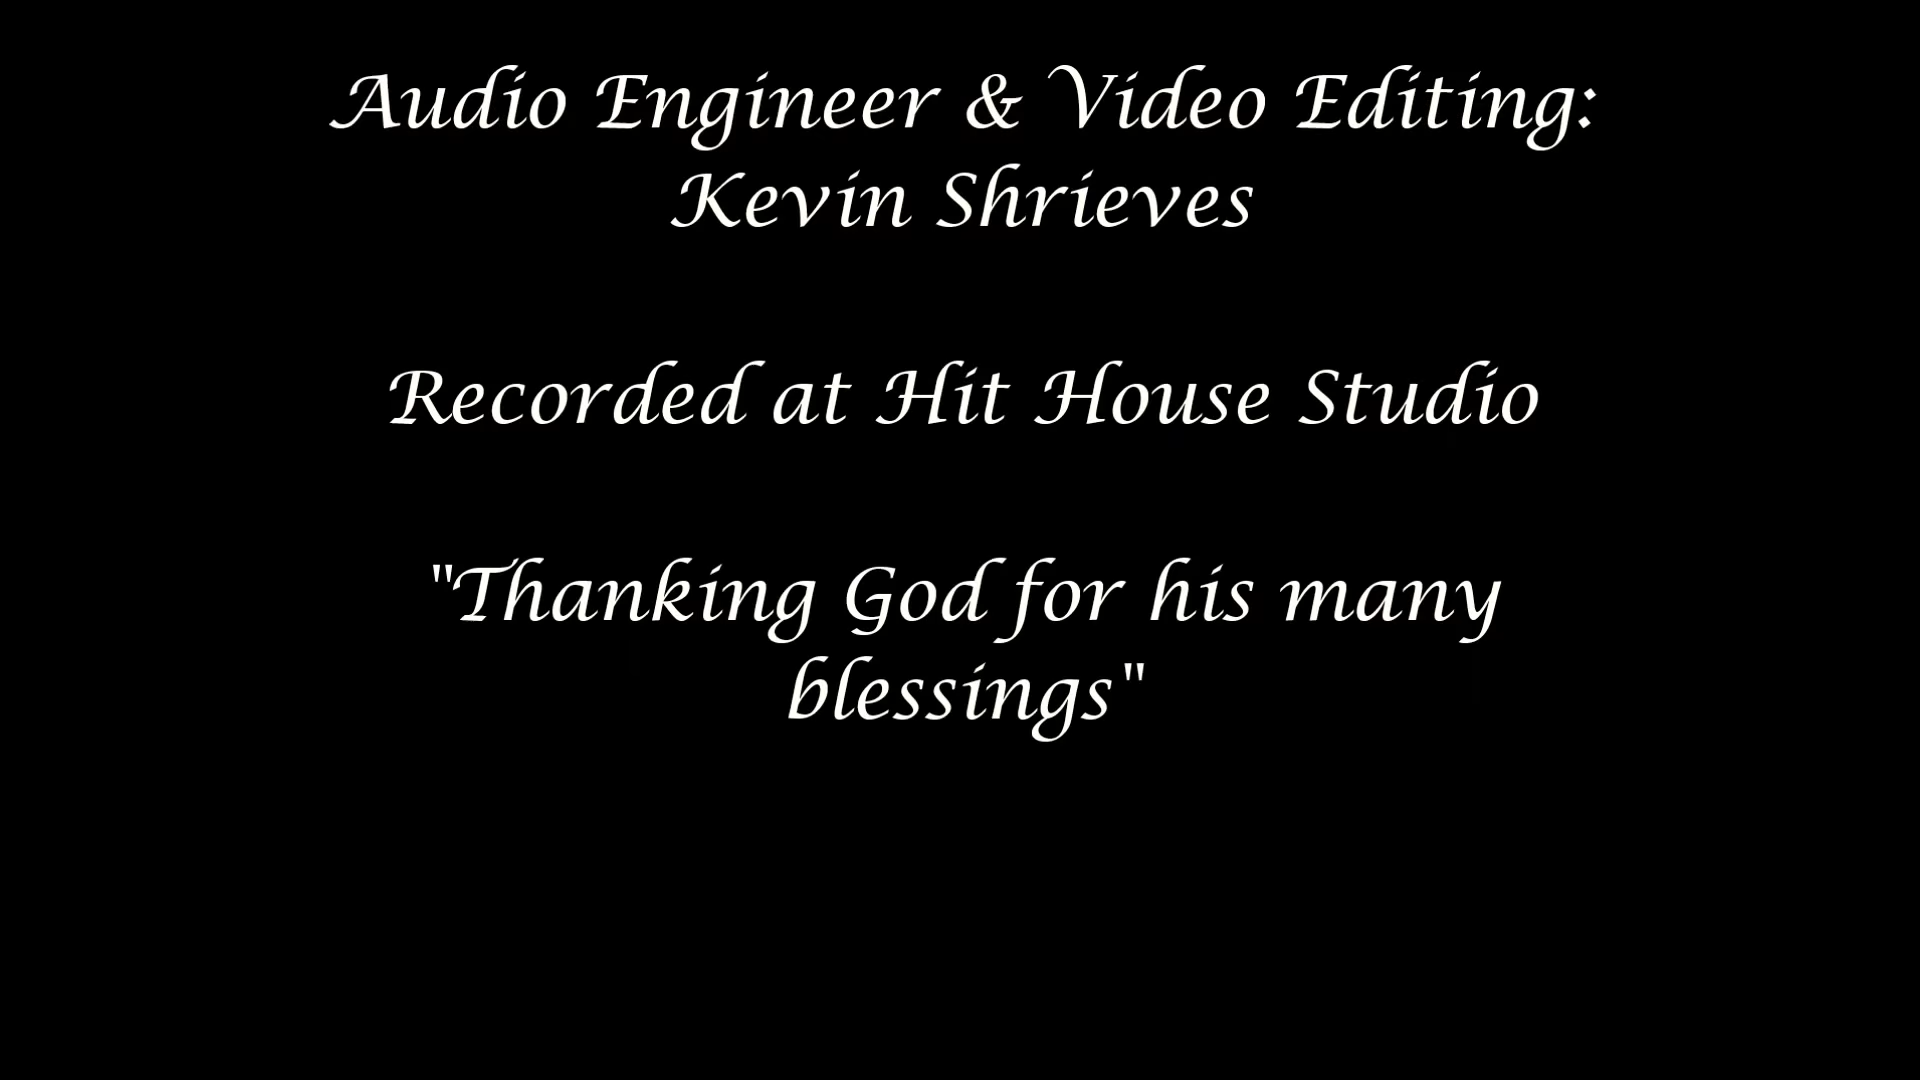 Audio Engineer & Video Editing:
Kevin Shrieves
Recorded at Hit House Studio
"Thanking God for his many
blessings"